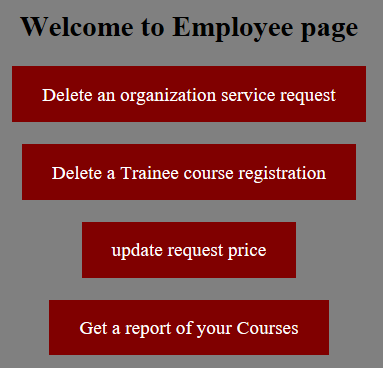 Welcome to Employee page
Delete an organization service request
Delete a Trainee course registration
update request price
Get a report of your Courses